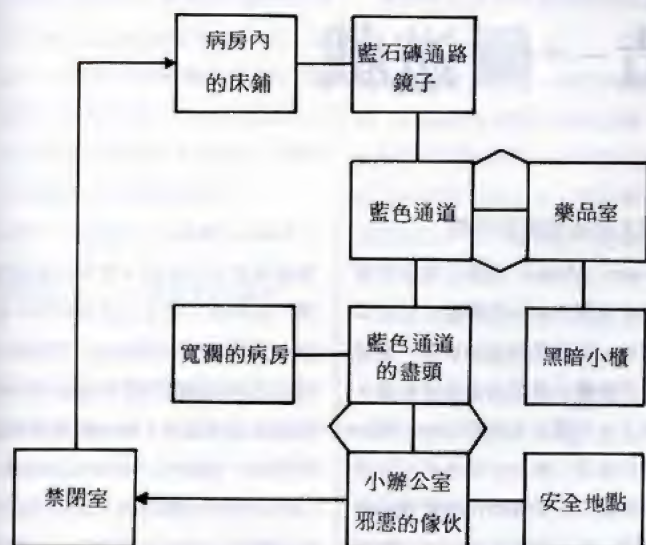 病房內
的床鋪
藍石磚通路
鏡子
藍色通道
藥品室
寬濶的病房
藍色通道
的盡頭
黑暗小櫃
禁閉室
小辦公室
邪惡的傢伙
安全地點